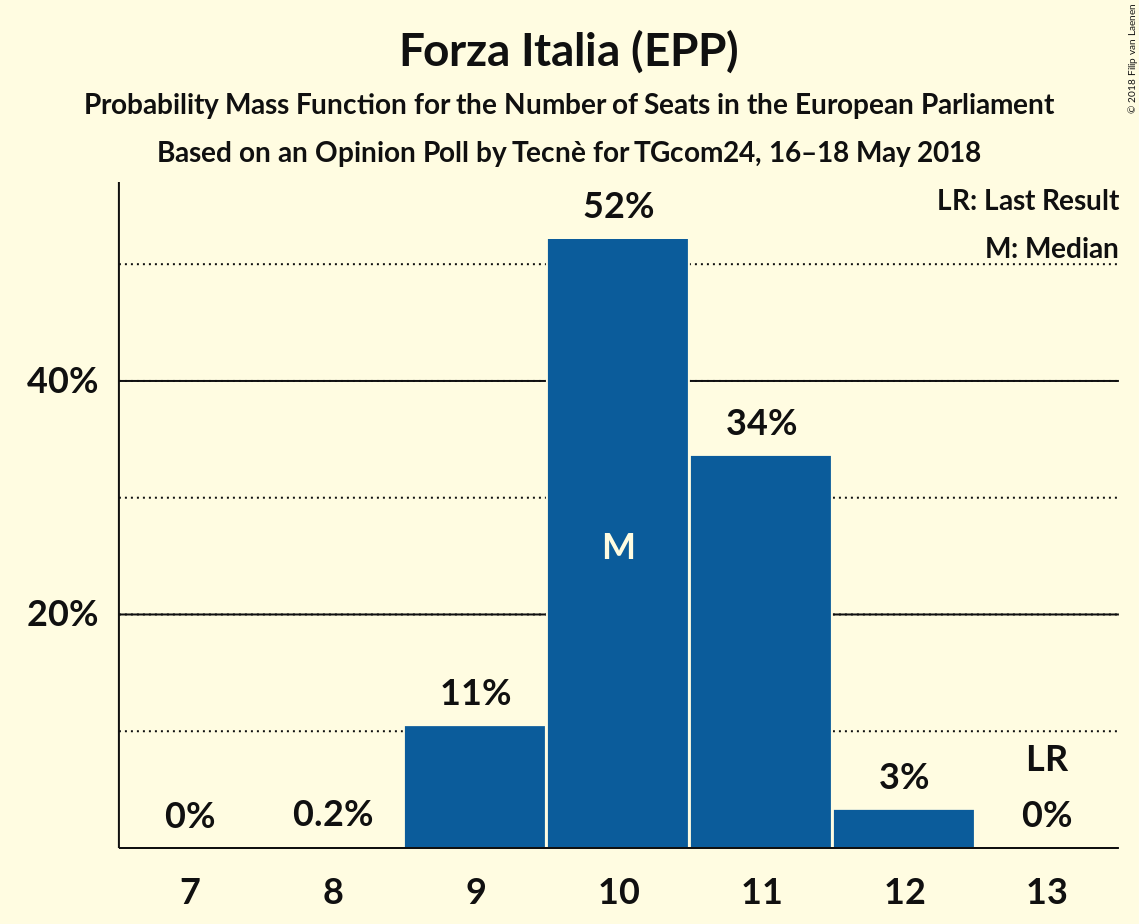 Forza Italia (EPP)
Probability Mass Function for the Number of Seats in the European Parliament
Based on an Opinion Poll by Tecnè for TGcom24, 16–18 May 2018
© 2018 Filip van Laenen
LR: Last Result
M: Median
52%
40%
34%
M
20%
11%
LR
3%
0%
0.2%
0%
7 8 9 10 11 12 13